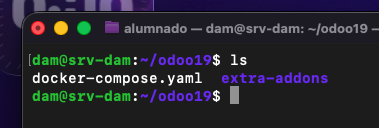 alumnado — dam@srv-dam: ~/odoo19 —
[dam@srv-dam:~/odoo19$ ls
docker-compose.yaml extra-addons
dam@srv-dam:~/odoo19$